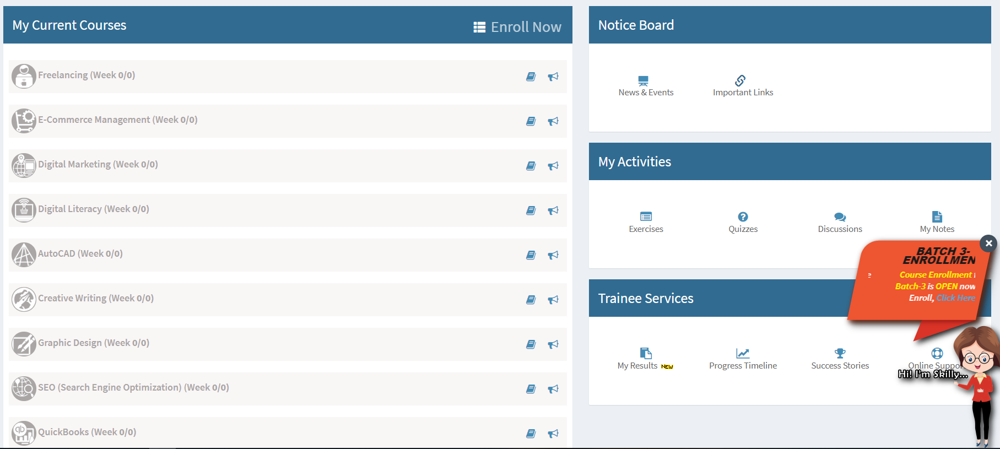 My Current Courses
Enroll Now
Freelancing (Week 0/0)
E-Commerce Management (Week 0/0)
Digital Marketing (Week 0/0)
Digital Literacy (Week 0/0)
AutoCAD (Week 0/0)
Creative Writing (Week 0/0)
Graphic Design (Week 0/0)
SEO (Search Engine Optimization) (Week 0/0)
QuickBooks (Week 0/0)
Notice Board
News & Events
Important Links
My Activities
Exercises
Quizzes
Discussions
My Notes
Trainee Services
My Results NEW
Progress Timeline
Success Stories
Online Suppor
BATCH 3-
ENROLLMEN
Course Enrollment
Batch-3 is OPEN now
Enroll, Click Here
Hi! I'm Skilly...